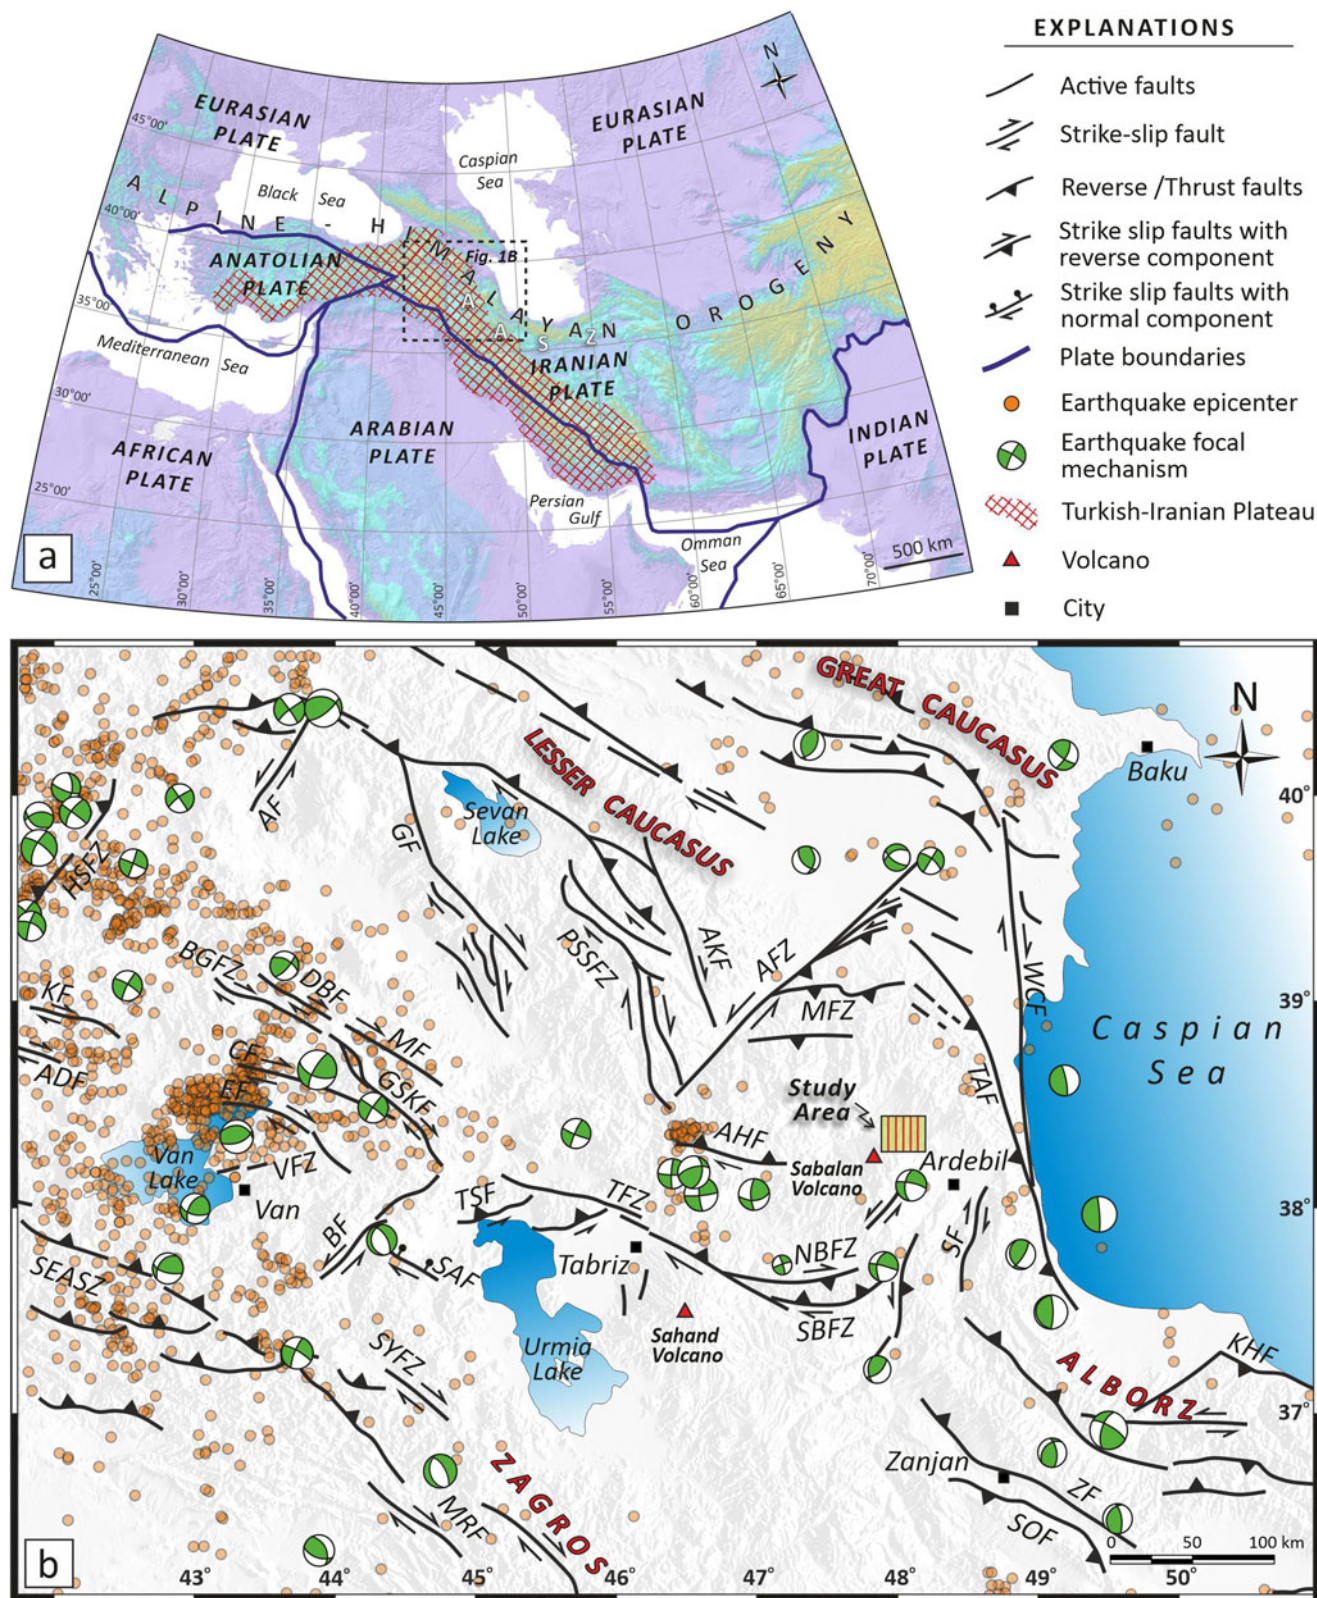 EXPLANATIONS
Active faults
Strike-slip fault
Reverse /Thrust faults
Strike slip faults with
reverse component
Strike slip faults with
normal component
Plate boundaries
Earthquake epicenter
Earthquake focal
mechanism
Turkish-Iranian Plateau
Volcano
City
N
EURASIAN
PLATE
EURASIAN
PLATE
Caspian
Sea
Black Sea
ALPINE - HIMALAYAN OROGENY
Fig. 1B
ANATOLIAN
PLATE
A
A
S
Z
IRANIAN
PLATE
Mediterranean Sea
ARABIAN
PLATE
AFRICAN
PLATE
INDIAN
PLATE
Persian
Gulf
Omman
Sea
500 km
45°00'
40°00'
35°00'
30°00'
25°00'
25°00'
30°00'
35°00'
40°00'
45°00'
50°00'
55°00'
60°00'
65°00'
70°00'
a
GREAT CAUCASUS
N
Baku
LESSER CAUCASUS
Sevan
Lake
AF
GF
HSFZ
40°
PSSFZ
AKF
AFZ
BGFZ
DBF
KF
MFZ
WCF
39°
Caspian
Sea
MF
CF
ADF
EF
GSKF
Study
Area
TAF
AHF
Van
Lake
VFZ
Sabalan
Volcano
Ardebil
Van
TSF
TFZ
38°
BF
SF
SEASZ
SAF
Tabriz
NBFZ
SBFZ
Sahand
Volcano
Urmia
Lake
SYFZ
ALBORZ
KHF
37°
ZAGROS
Zanjan
ZF
MRF
SOF
0 50 100 km
b
43°
44°
45°
46°
47°
48°
49°
50°